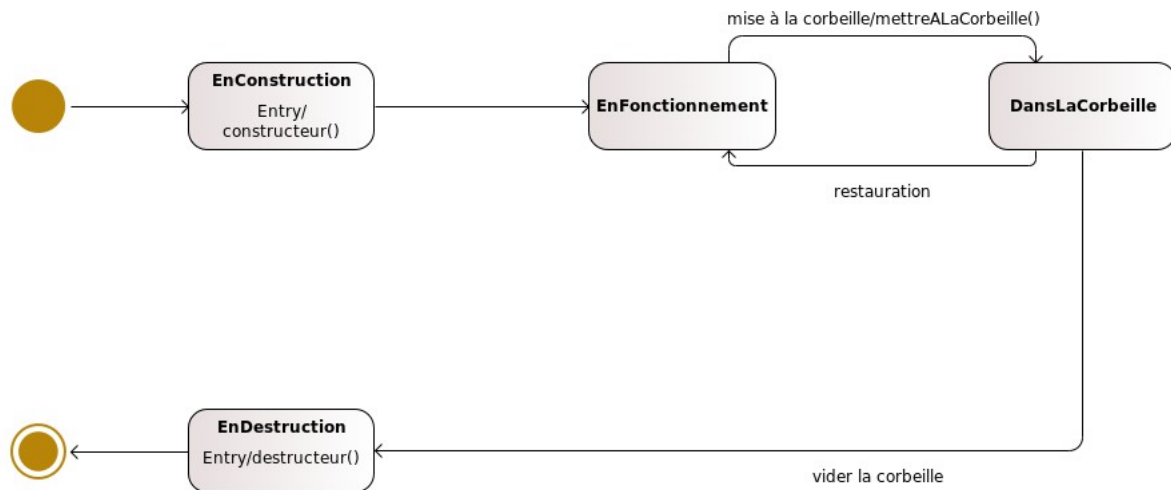 mise à la corbeille/mettreALaCorbeille()
EnConstruction
Entry/
constructeur()
EnFonctionnement
DansLaCorbeille
restauration
EnDestruction
Entry/destructeur()
vider la corbeille